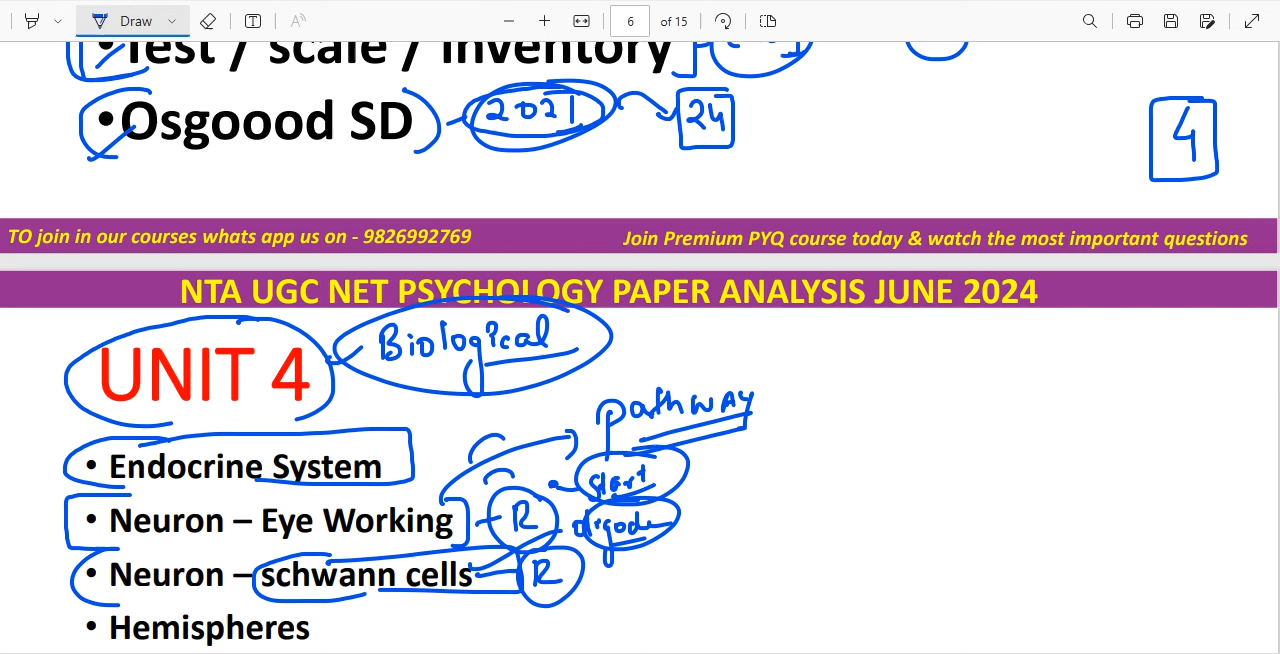 Draw
6 of 15
•Test / scale / inventory
•Osgoood SD 2021 24
4
TO join in our courses whats app us on - 9826992769 Join Premium PYQ course today & watch the most important questions
NTA UGC NET PSYCHOLOGY PAPER ANALYSIS JUNE 2024
UNIT 4 Biological
pathway
• Endocrine System
start
• Neuron – Eye Working R
• Neuron – schwann cells R
• Hemispheres